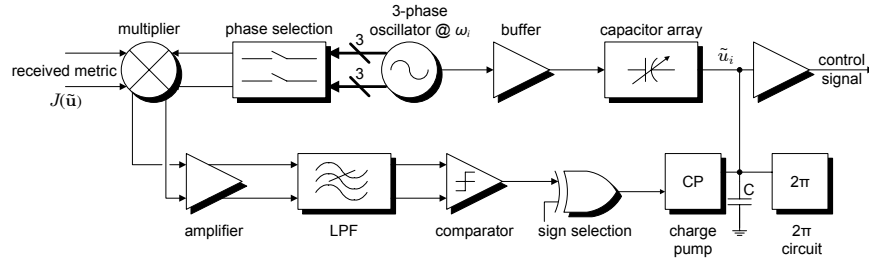 multiplier
phase selection
3-phase
oscillator @ ωᵢ
buffer
capacitor array
received metric
J(ũ)
3
3
ũᵢ
control
signal
CP
C
2π
amplifier
LPF
comparator
sign selection
charge
pump
2π
circuit